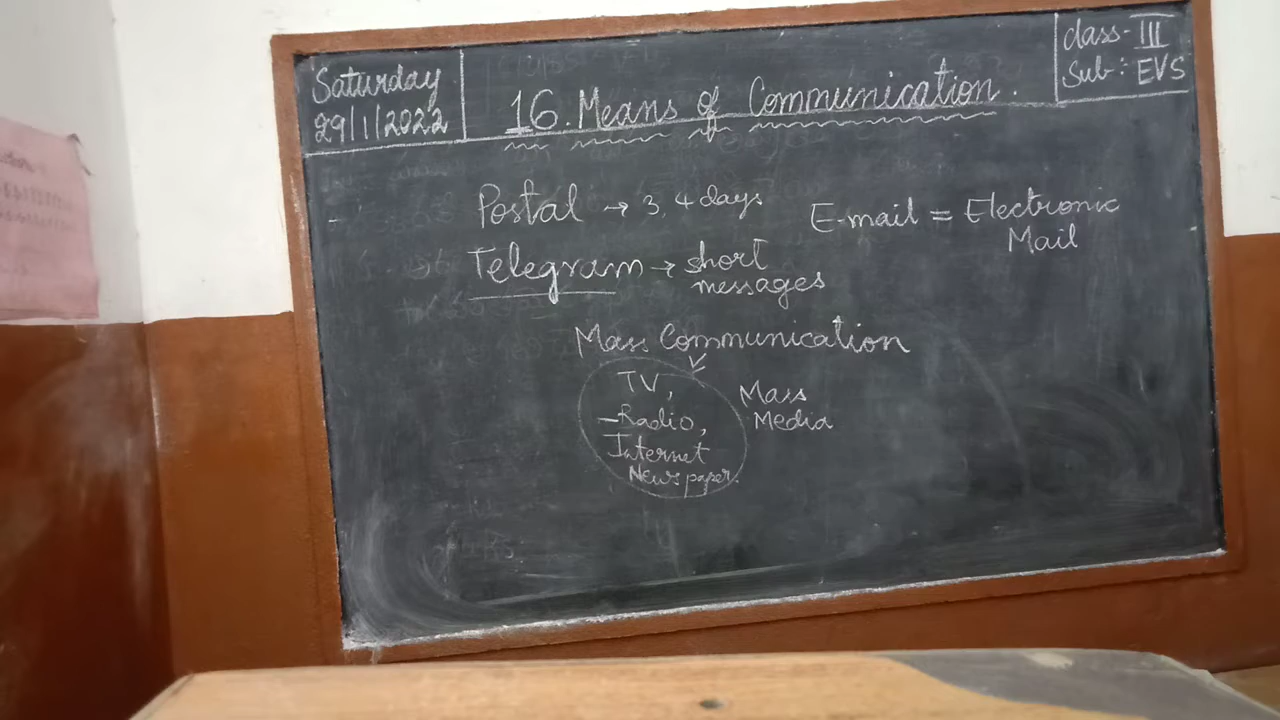 Saturday
29/1/2022
16. Means of Communication.
Class- III
Sub:- EVS
Postal → 3, 4 days
E-mail = Electronic
Mail
Telegram → short
messages
Mass Communication
TV,
-Radio,
Internet
News paper.
Mass
Media